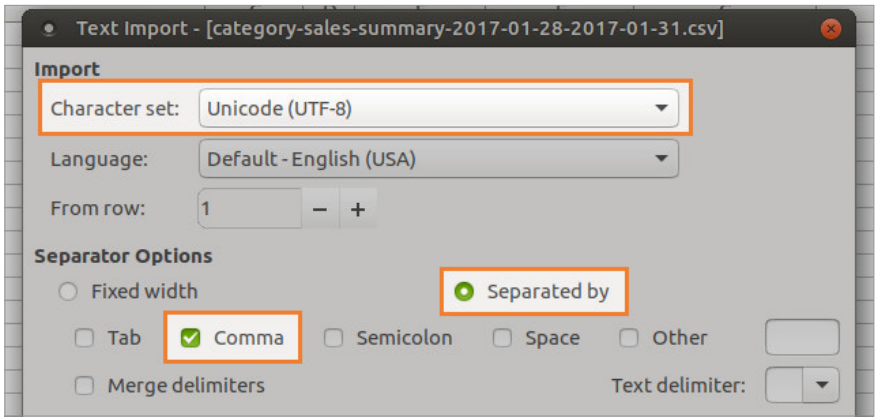 Text Import - [category-sales-summary-2017-01-28-2017-01-31.csv]
Import
Character set: Unicode (UTF-8)
Language: Default - English (USA)
From row: 1 − +
Separator Options
Fixed width Separated by
Tab Comma Semicolon Space Other
Merge delimiters Text delimiter: